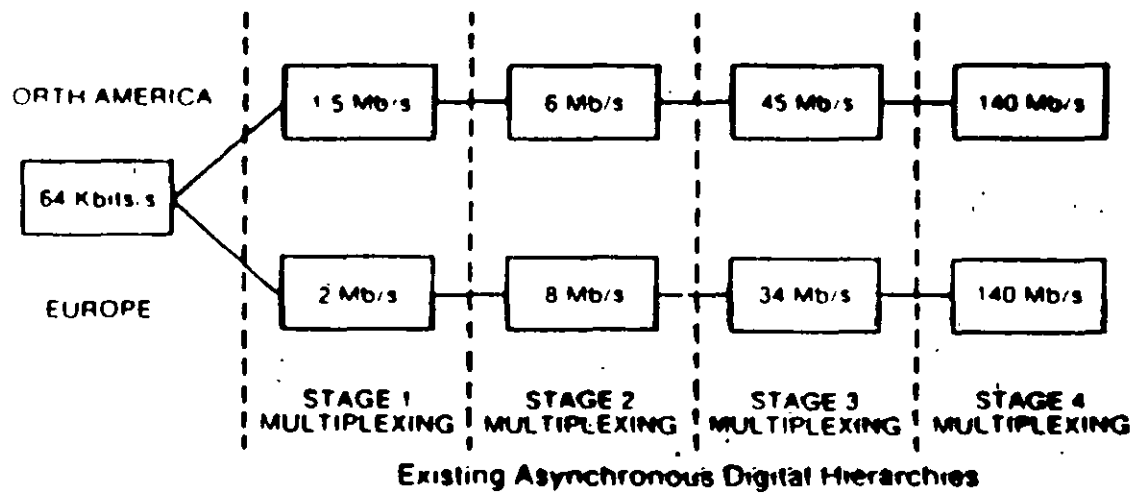 ORTH AMERICA
1 5 Mb/s
6 Mb/s
45 Mb/s
140 Mb/s
64 Kbits.s
EUROPE
2 Mb/s
8 Mb/s
34 Mb/s
140 Mb/s
STAGE 1
MULTIPLEXING
STAGE 2
MULTIPLEXING
STAGE 3
MULTIPLEXING
STAGE 4
MULTIPLEXING
Existing Asynchronous Digital Hierarchies